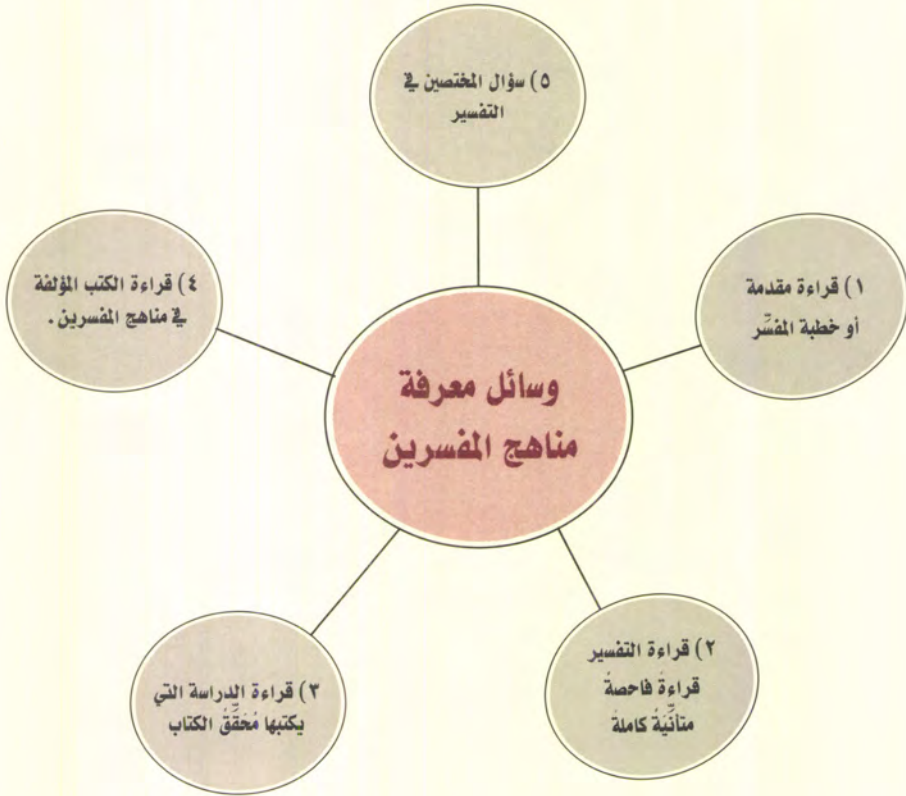 وسائل معرفة
مناهج المفسرين
١) قراءة مقدمة
أو خطبة المفسِّر
٢) قراءة التفسير
قراءةً فاحصةً
متأنِّيَةً كاملةً
٣) قراءة الدراسة التي
يكتبها مُحَقِّقُ الكتاب
٤) قراءة الكتب المؤلفة
في مناهج المفسرين.
٥) سؤال المختصين في
التفسير